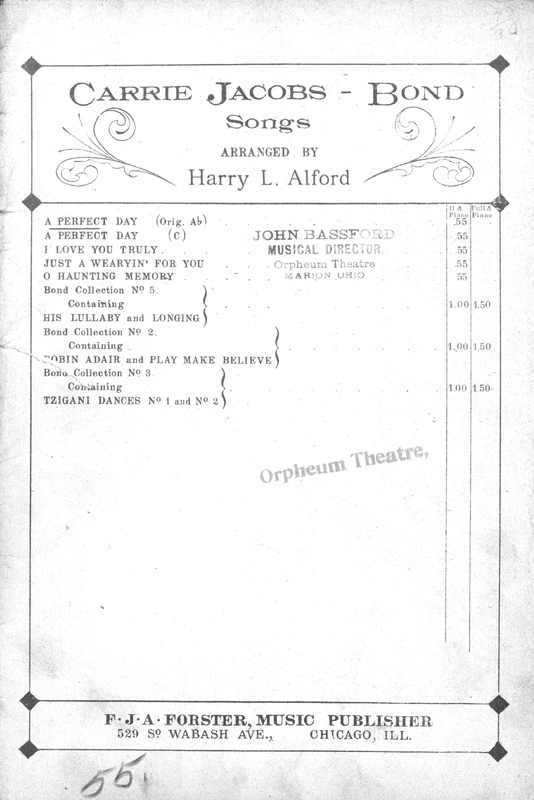 CARRIE JACOBS - BOND
Songs
ARRANGED BY
Harry L. Alford
11 & Piano Full & Piano
A PERFECT DAY (Orig. A♭) .55
A PERFECT DAY (C) 55
JOHN BASSFORD
I LOVE YOU TRULY 55
MUSICAL DIRECTOR
JUST A WEARYIN' FOR YOU 55
Orpheum Theatre
O HAUNTING MEMORY 55
MARION OHIO
Bond Collection No 5.
Containing 1.00 1.50
HIS LULLABY and LONGING
Bond Collection No 2.
Containing 1.00 1.50
ROBIN ADAIR and PLAY MAKE BELIEVE
Bond Collection No 3
Containing 1.00 1.50
TZIGANI DANCES No 1 and No 2
Orpheum Theatre,
F·J·A·FORSTER, MUSIC PUBLISHER
529 So WABASH AVE., CHICAGO, ILL.
55.